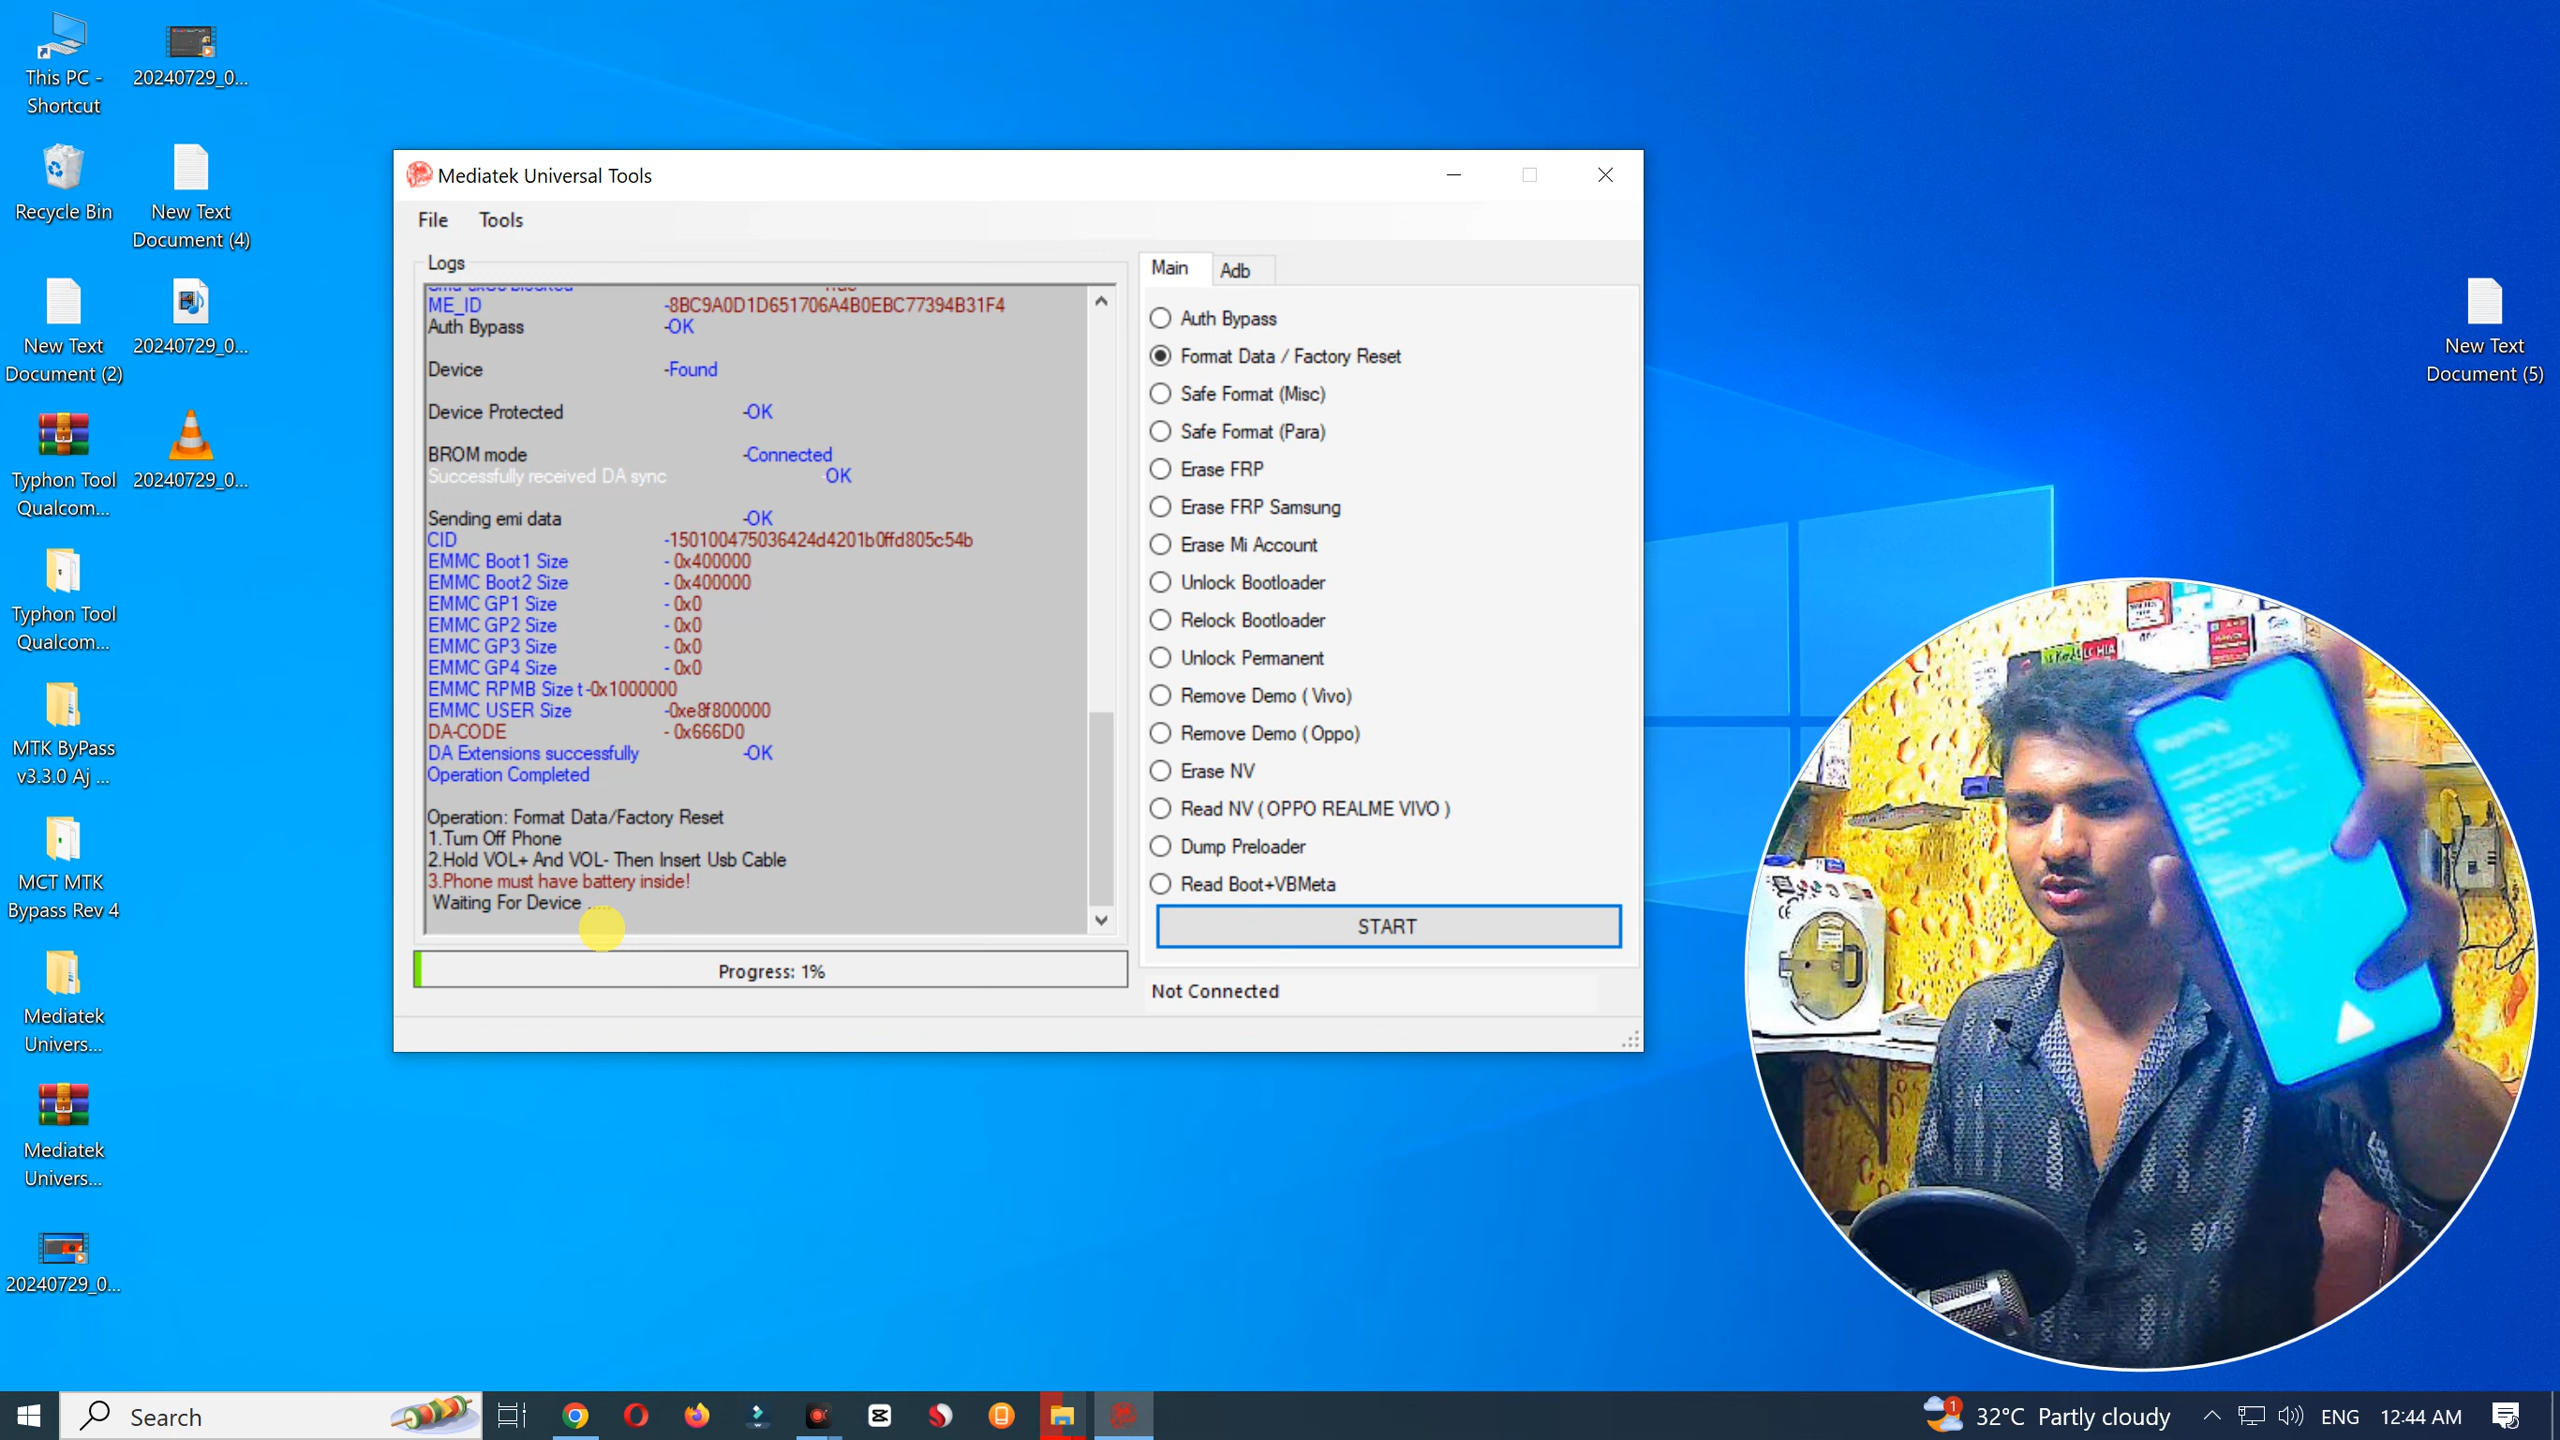 This PC -
Shortcut
20240729_0...
Recycle Bin
New Text
Document (4)
New Text
Document (2)
20240729_0...
Typhon Tool
Qualcom...
20240729_0...
Typhon Tool
Qualcom...
MTK ByPass
v3.3.0 Aj ...
MCT MTK
Bypass Rev 4
Mediatek
Univers...
Mediatek
Univers...
20240729_0...
New Text
Document (5)
Mediatek Universal Tools
File Tools
Logs
ME_ID -8BC9A0D1D651706A4B0EBC77394B31F4
Auth Bypass -OK
Device -Found
Device Protected -OK
BROM mode -Connected
Successfully received DA sync -OK
Sending emi data -OK
CID -150100475036424d4201b0ffd805c54b
EMMC Boot1 Size - 0x400000
EMMC Boot2 Size - 0x400000
EMMC GP1 Size - 0x0
EMMC GP2 Size - 0x0
EMMC GP3 Size - 0x0
EMMC GP4 Size - 0x0
EMMC RPMB Size t-0x1000000
EMMC USER Size -0xe8f800000
DA-CODE - 0x666D0
DA Extensions successfully -OK
Operation Completed
Operation: Format Data/Factory Reset
1.Turn Off Phone
2.Hold VOL+ And VOL- Then Insert Usb Cable
3.Phone must have battery inside!
Waiting For Device .....
Progress: 1%
Main Adb
Auth Bypass
Format Data / Factory Reset
Safe Format (Misc)
Safe Format (Para)
Erase FRP
Erase FRP Samsung
Erase Mi Account
Unlock Bootloader
Relock Bootloader
Unlock Permanent
Remove Demo ( Vivo)
Remove Demo ( Oppo)
Erase NV
Read NV ( OPPO REALME VIVO )
Dump Preloader
Read Boot+VBMeta
START
Not Connected
Search
1
32°C Partly cloudy
ENG
12:44 AM